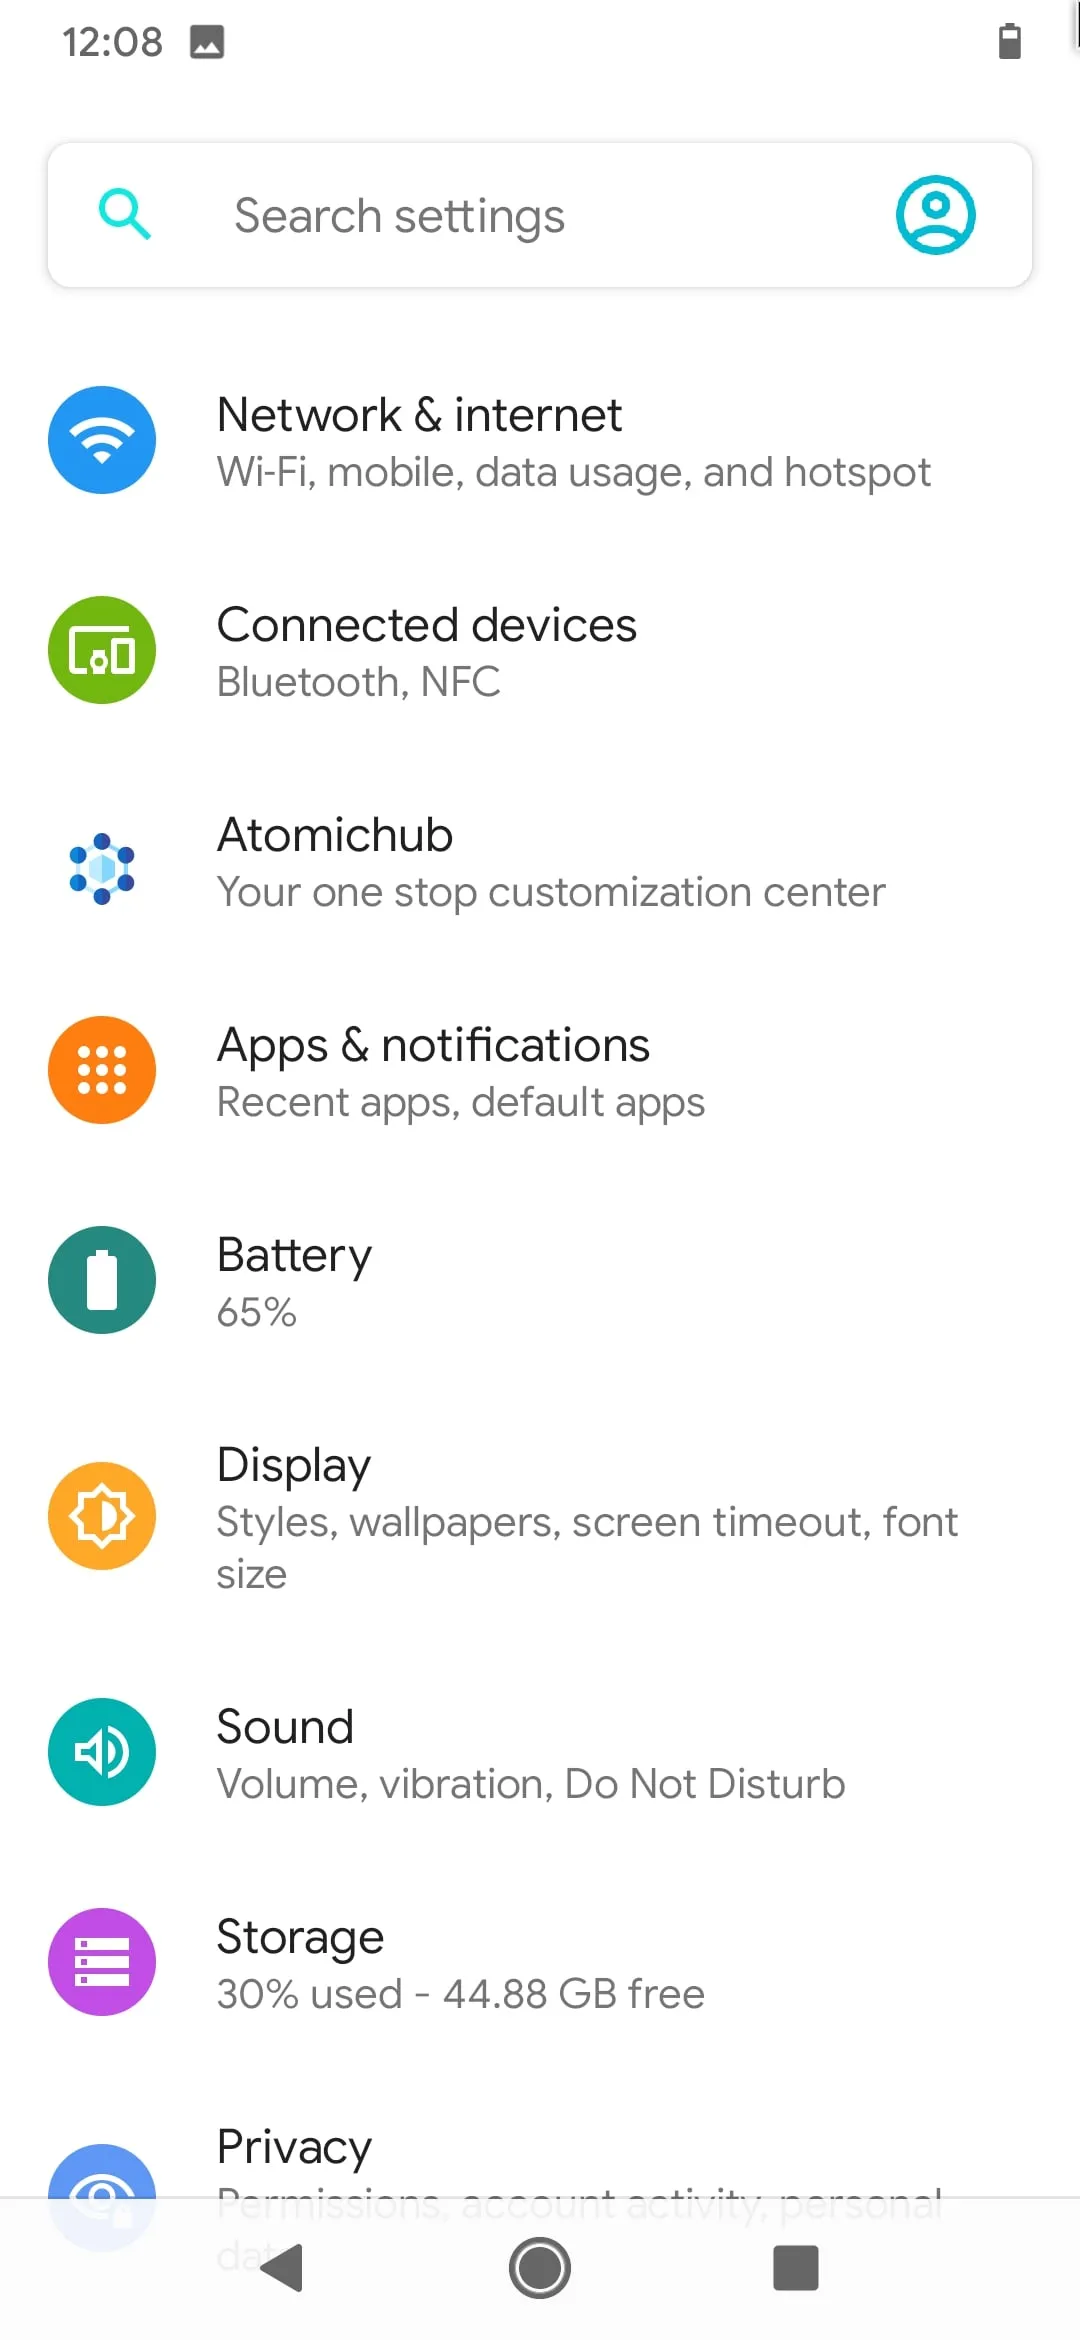 12:08
Search settings
Network & internet
Wi-Fi, mobile, data usage, and hotspot
Connected devices
Bluetooth, NFC
Atomichub
Your one stop customization center
Apps & notifications
Recent apps, default apps
Battery
65%
Display
Styles, wallpapers, screen timeout, font
size
Sound
Volume, vibration, Do Not Disturb
Storage
30% used - 44.88 GB free
Privacy
Permissions, account activity, personal